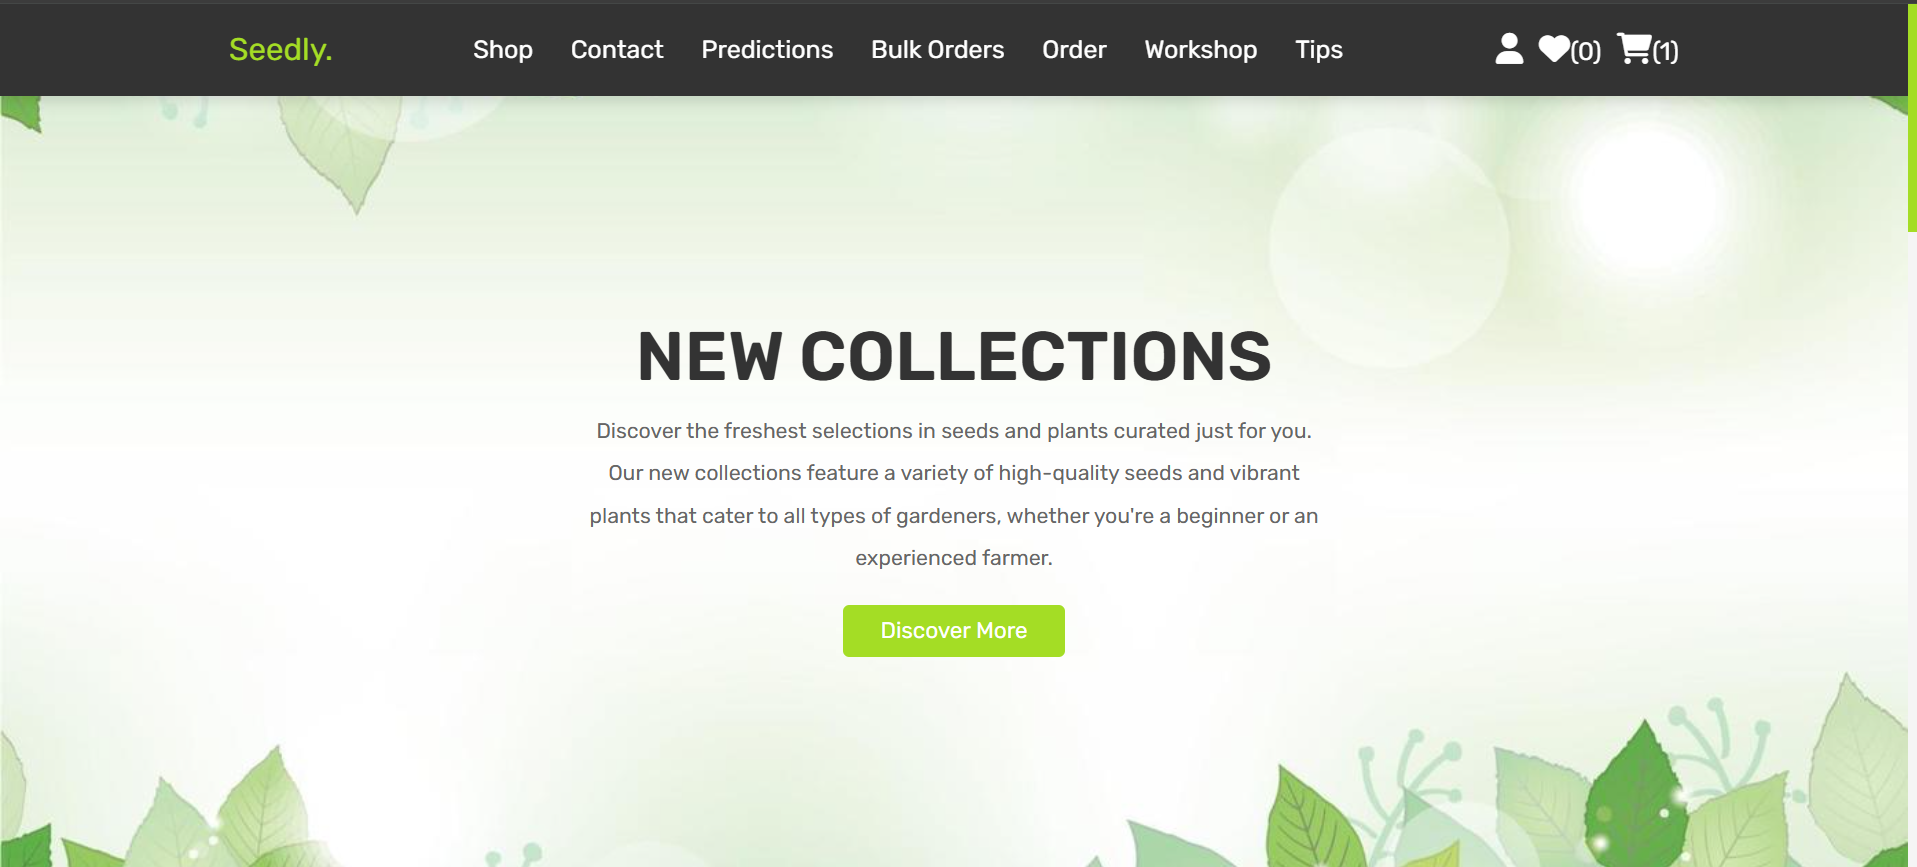 Seedly. Shop Contact Predictions Bulk Orders Order Workshop Tips (0) (1)
NEW COLLECTIONS
Discover the freshest selections in seeds and plants curated just for you.
Our new collections feature a variety of high-quality seeds and vibrant
plants that cater to all types of gardeners, whether you're a beginner or an
experienced farmer.
Discover More